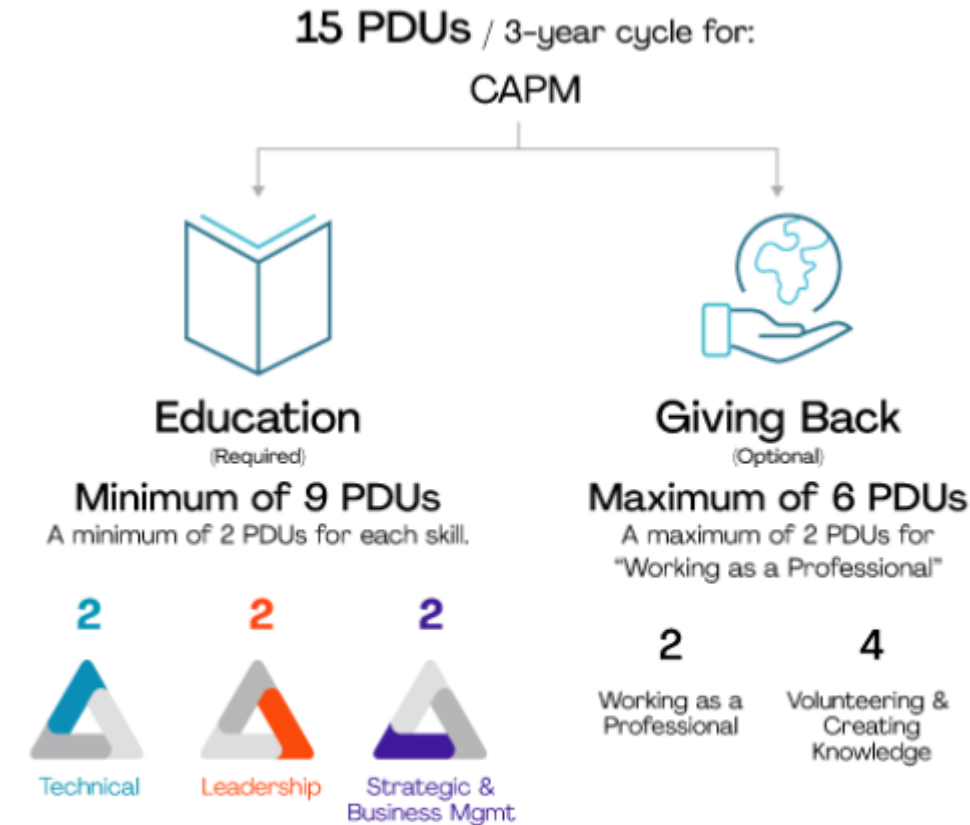 15 PDUs / 3-year cycle for:
CAPM
Education
(Required)
Minimum of 9 PDUs
A minimum of 2 PDUs for each skill.
2
2
2
Technical
Leadership
Strategic &
Business Mgmt
Giving Back
(Optional)
Maximum of 6 PDUs
A maximum of 2 PDUs for
“Working as a Professional”
2
4
Working as a
Professional
Volunteering &
Creating
Knowledge